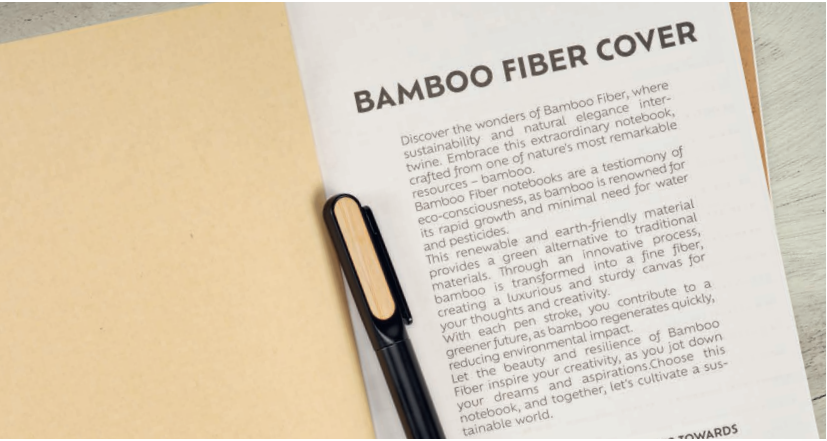 BAMBOO FIBER COVER
Discover the wonders of Bamboo Fiber, where
sustainability and natural elegance inter-
twine. Embrace this extraordinary notebook,
crafted from one of nature's most remarkable
resources – bamboo.
Bamboo Fiber notebooks are a testiomony of
eco-consciousness, as bamboo is renowned for
its rapid growth and minimal need for water
and pesticides.
This renewable and earth-friendly material
provides a green alternative to traditional
materials. Through an innovative process,
bamboo is transformed into a fine fiber,
creating a luxurious and sturdy canvas for
your thoughts and creativity.
With each pen stroke, you contribute to a
greener future, as bamboo regenerates quickly,
reducing environmental impact.
Let the beauty and resilience of Bamboo
Fiber inspire your creativity, as you jot down
your dreams and aspirations.Choose this
notebook, and together, let's cultivate a sus-
tainable world.
TOWARDS